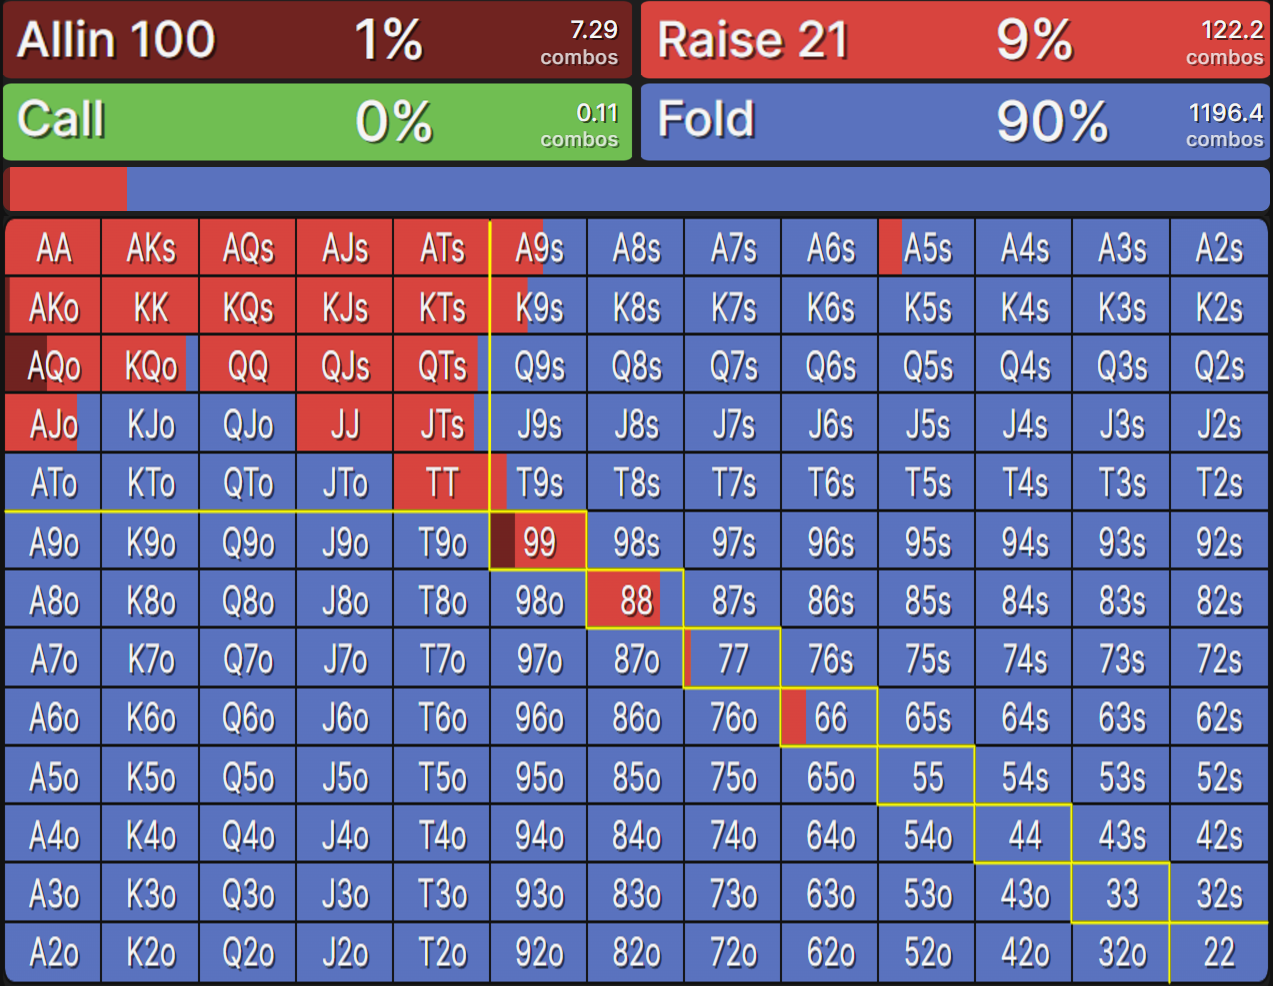 Allin 100 1% 7.29 combos Raise 21 9% 122.2 combos
Call 0% 0.11 combos Fold 90% 1196.4 combos
AA AKs AQs AJs ATs A9s A8s A7s A6s A5s A4s A3s A2s
AKo KK KQs KJs KTs K9s K8s K7s K6s K5s K4s K3s K2s
AQo KQo QQ QJs QTs Q9s Q8s Q7s Q6s Q5s Q4s Q3s Q2s
AJo KJo QJo JJ JTs J9s J8s J7s J6s J5s J4s J3s J2s
ATo KTo QTo JTo TT T9s T8s T7s T6s T5s T4s T3s T2s
A9o K9o Q9o J9o T9o 99 98s 97s 96s 95s 94s 93s 92s
A8o K8o Q8o J8o T8o 98o 88 87s 86s 85s 84s 83s 82s
A7o K7o Q7o J7o T7o 97o 87o 77 76s 75s 74s 73s 72s
A6o K6o Q6o J6o T6o 96o 86o 76o 66 65s 64s 63s 62s
A5o K5o Q5o J5o T5o 95o 85o 75o 65o 55 54s 53s 52s
A4o K4o Q4o J4o T4o 94o 84o 74o 64o 54o 44 43s 42s
A3o K3o Q3o J3o T3o 93o 83o 73o 63o 53o 43o 33 32s
A2o K2o Q2o J2o T2o 92o 82o 72o 62o 52o 42o 32o 22